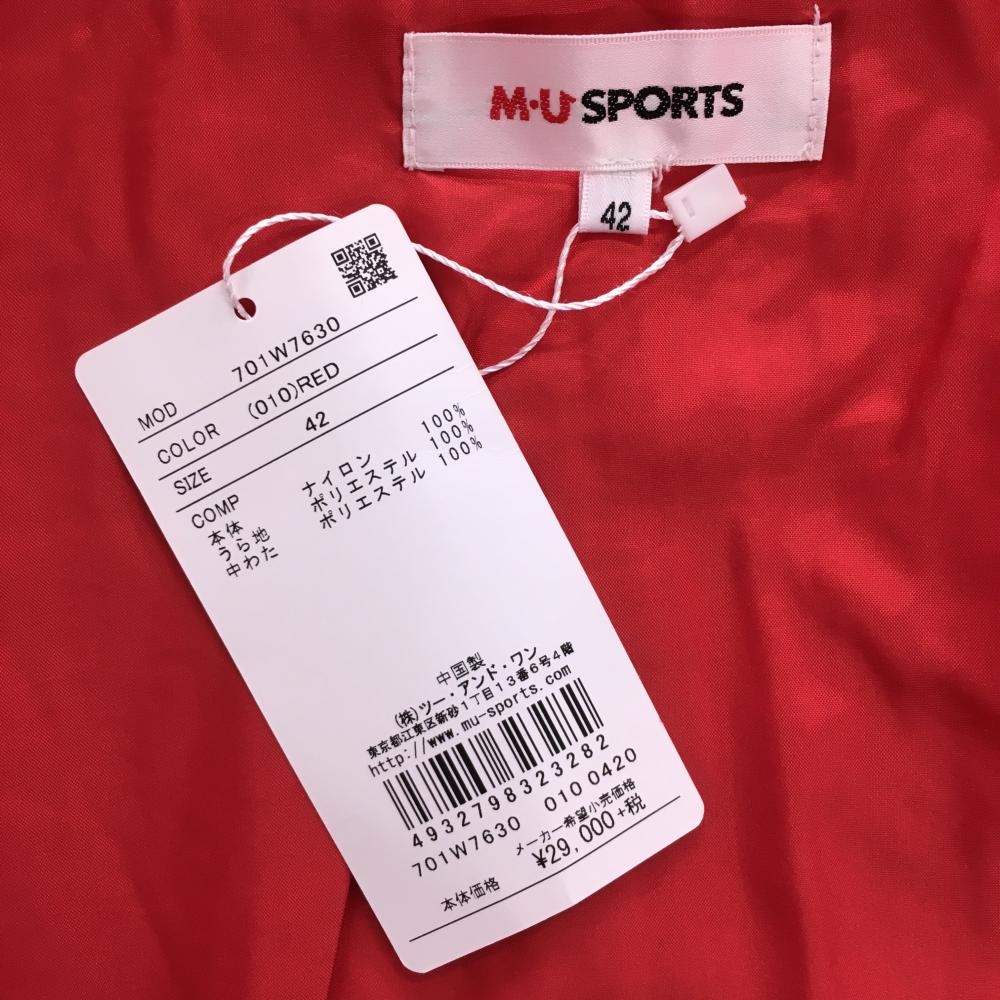 M·U SPORTS
42
MOD 701W7630
COLOR (010)RED
SIZE 42
COMP
本体 ナイロン 100%
うら地 ポリエステル 100%
中わた ポリエステル 100%
中国製
(株)ツー・アンド・ワン
東京都江東区新砂1丁目13番6号4階
http://www.mu-sports.com
4932798323282
701W7630 010 0420
メーカー希望小売価格
本体価格 ¥29,000+税